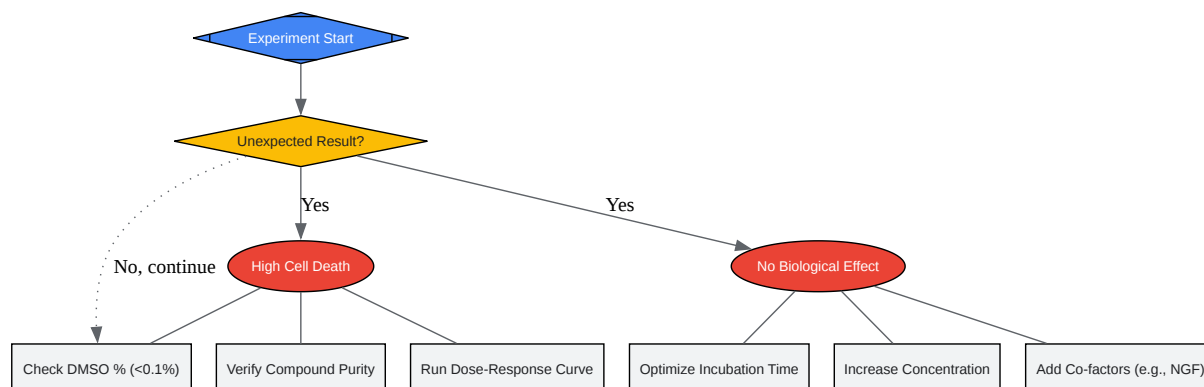 Experiment Start
Unexpected Result?
Yes
Yes
No, continue
High Cell Death
No Biological Effect
Check DMSO % (<0.1%)
Verify Compound Purity
Run Dose-Response Curve
Optimize Incubation Time
Increase Concentration
Add Co-factors (e.g., NGF)